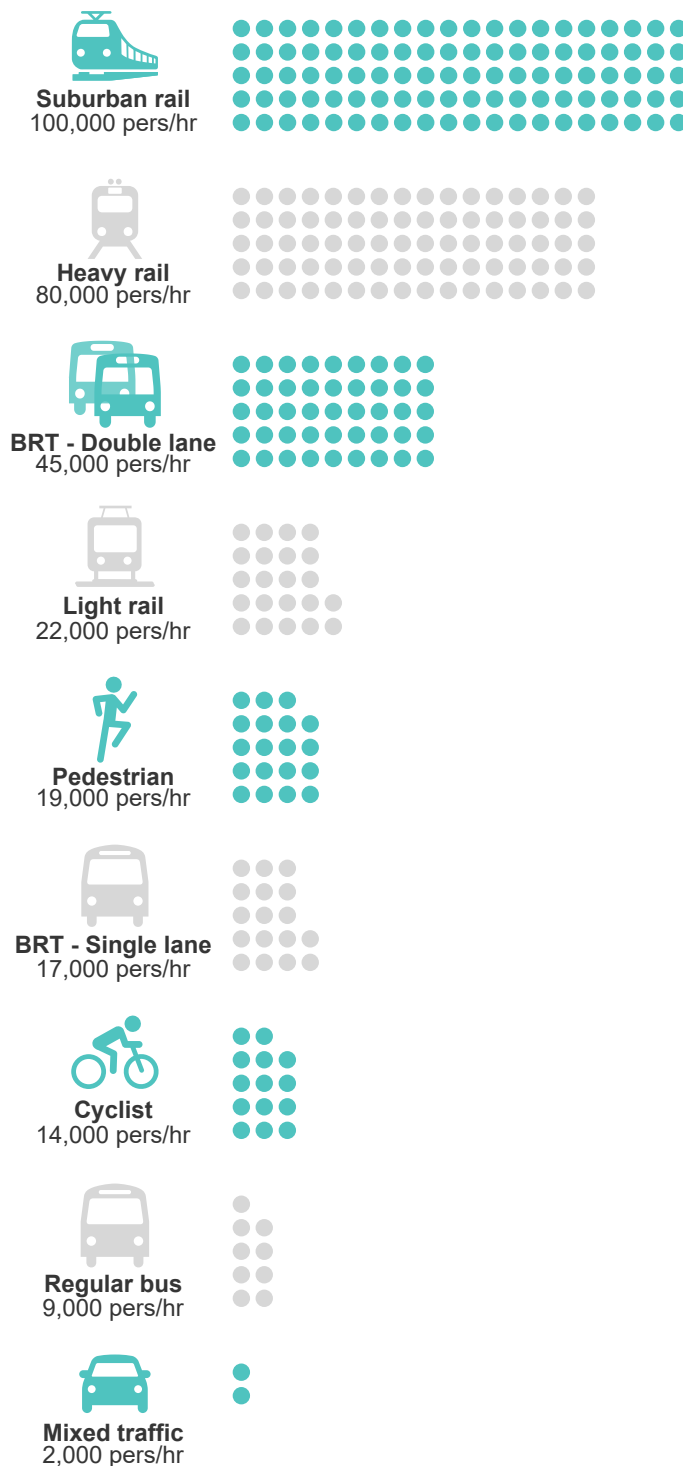 Suburban rail
100,000 pers/hr
Heavy rail
80,000 pers/hr
BRT - Double lane
45,000 pers/hr
Light rail
22,000 pers/hr
Pedestrian
19,000 pers/hr
BRT - Single lane
17,000 pers/hr
Cyclist
14,000 pers/hr
Regular bus
9,000 pers/hr
Mixed traffic
2,000 pers/hr